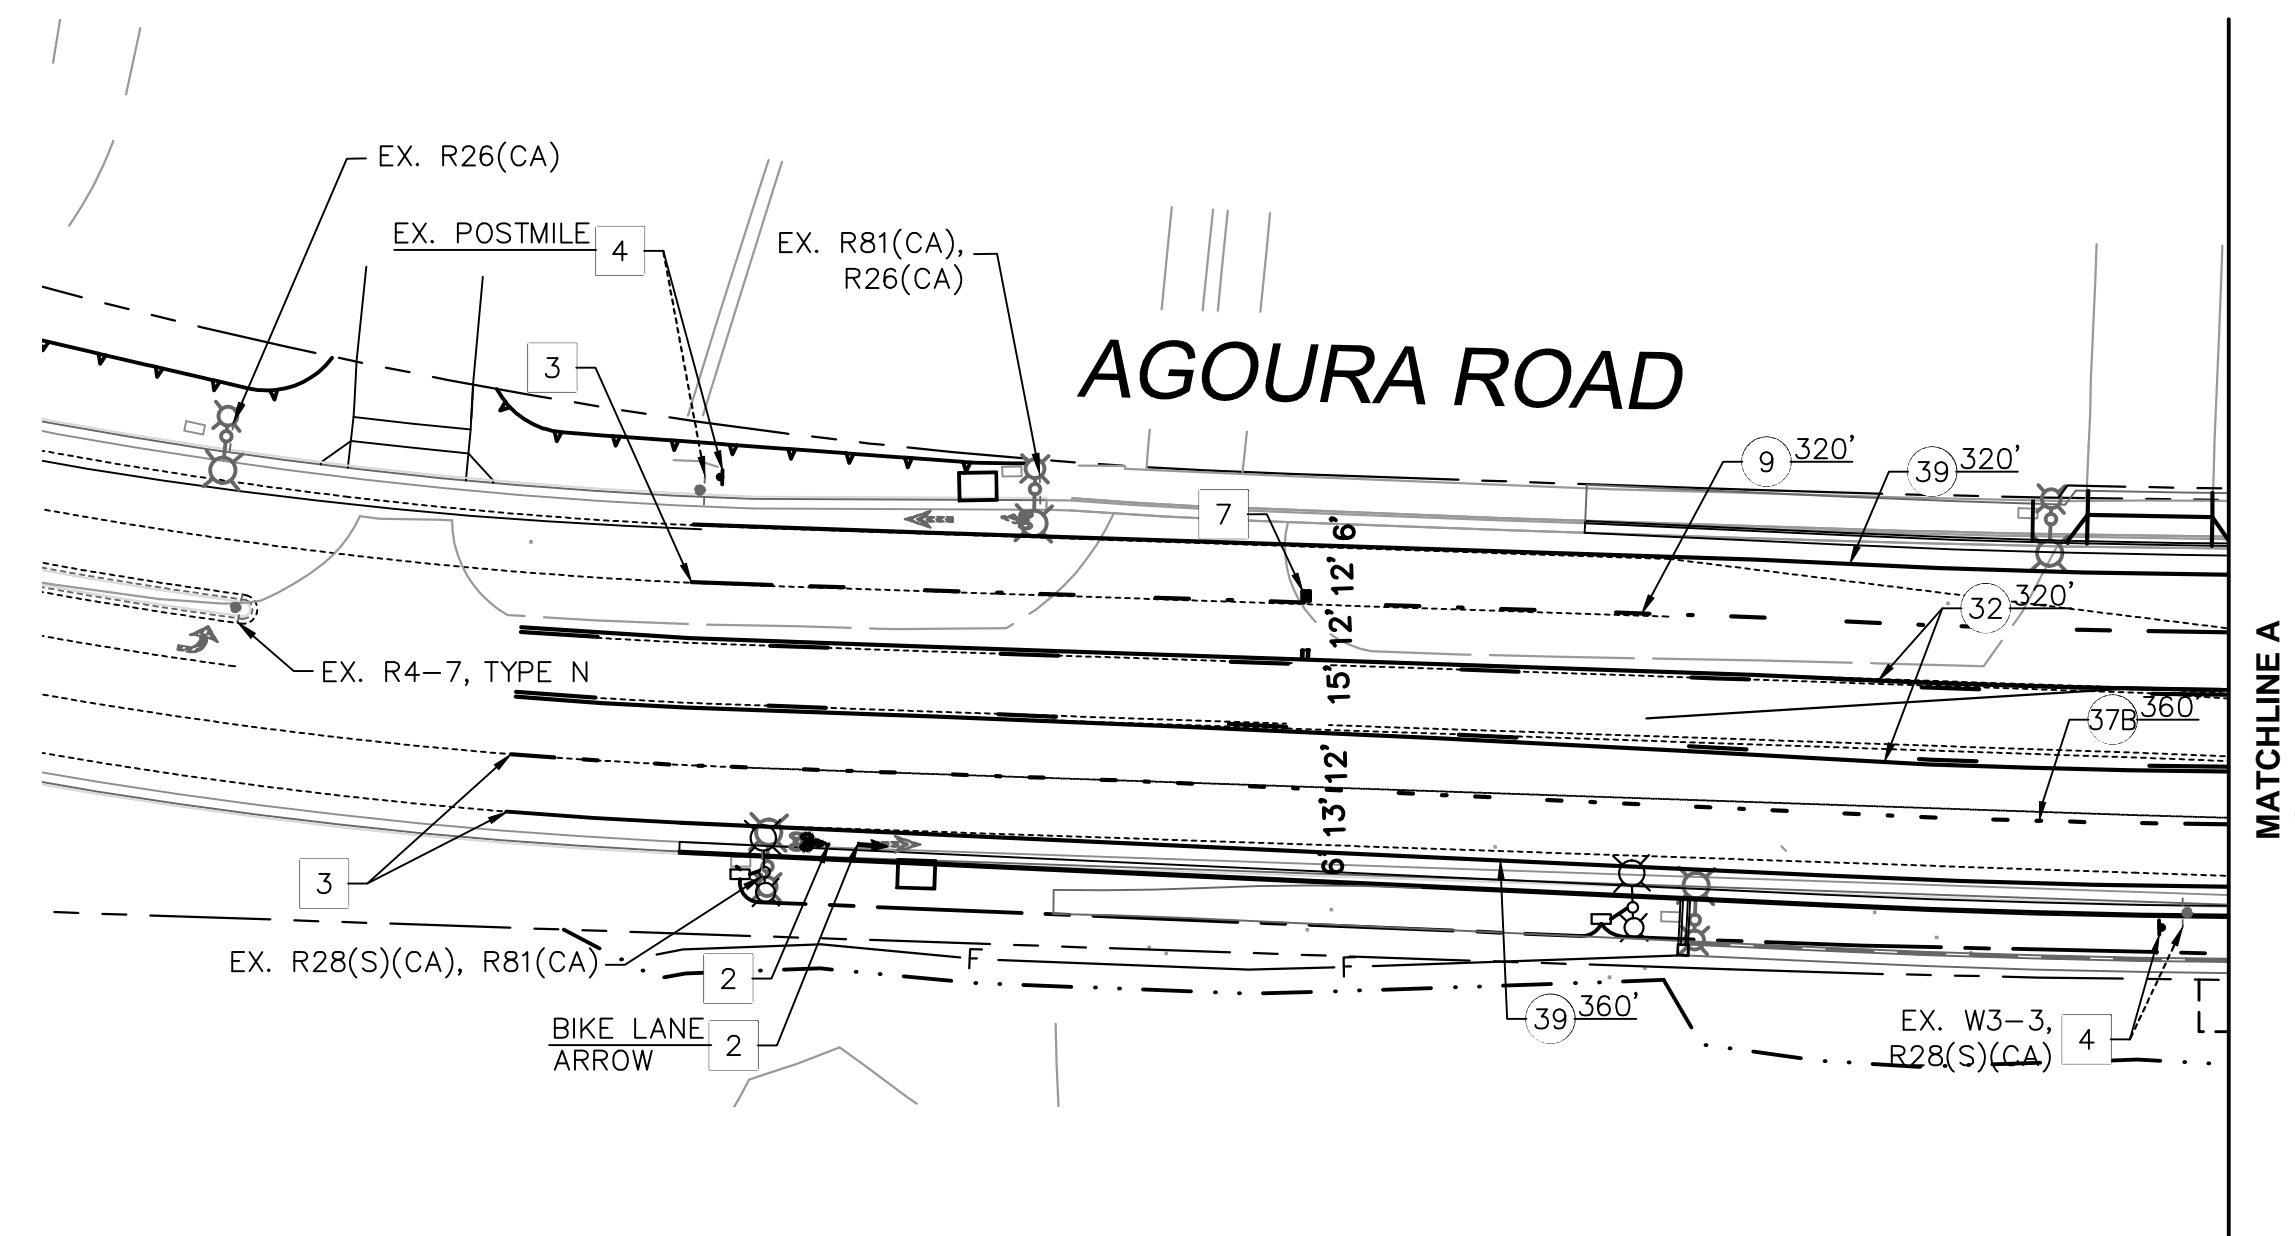 EX. R26(CA)
EX. POSTMILE
4
EX. R81(CA),
R26(CA)
3
AGOURA ROAD
9 320'
39 320'
7
6'
12'
12'
15'
12'
13'
6'
32 320'
EX. R4-7, TYPE N
37B 360'
MATCHLINE A
3
EX. R28(S)(CA), R81(CA)
2
F
F
BIKE LANE
ARROW
2
39 360'
EX. W3-3,
R28(S)(CA)
4